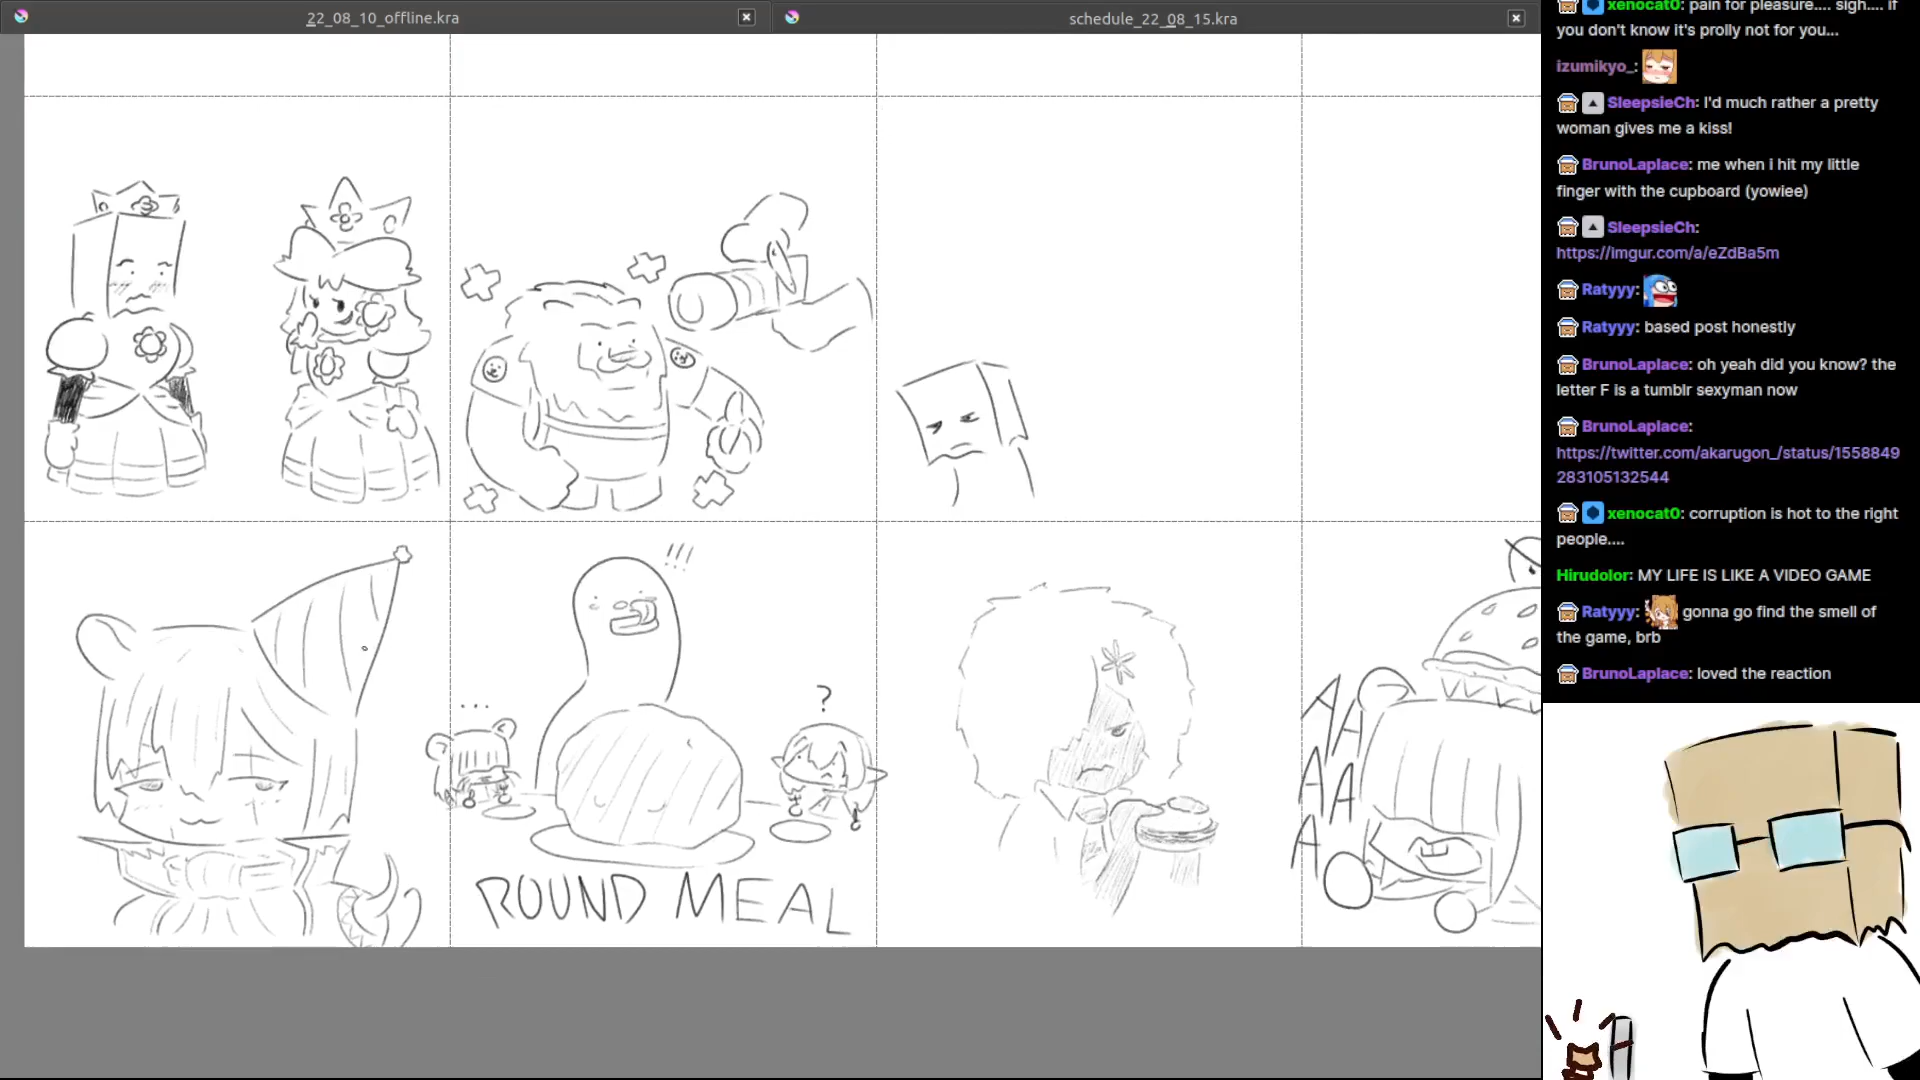 22_08_10_offline.kra
schedule_22_08_15.kra
xenocat0: pain for pleasure.... sigh.... if
you don't know it's prolly not for you...
izumikyo_:
SleepsieCh: I'd much rather a pretty
woman gives me a kiss!
BrunoLaplace: me when i hit my little
finger with the cupboard (yowlee)
SleepsieCh:
https://imgur.com/a/eZdBa5m
Ratyyy:
Ratyyy: based post honestly
BrunoLaplace: oh yeah did you know? the
letter F is a tumblr sexyman now
BrunoLaplace:
https://twitter.com/akarugon_/status/1558849
283105132544
xenocat0: corruption is hot to the right
people....
Hirudolor: MY LIFE IS LIKE A VIDEO GAME
Ratyyy: gonna go find the smell of
the game, brb
BrunoLaplace: loved the reaction
!!!
...
?
ROUND MEAL
AA
AA
A